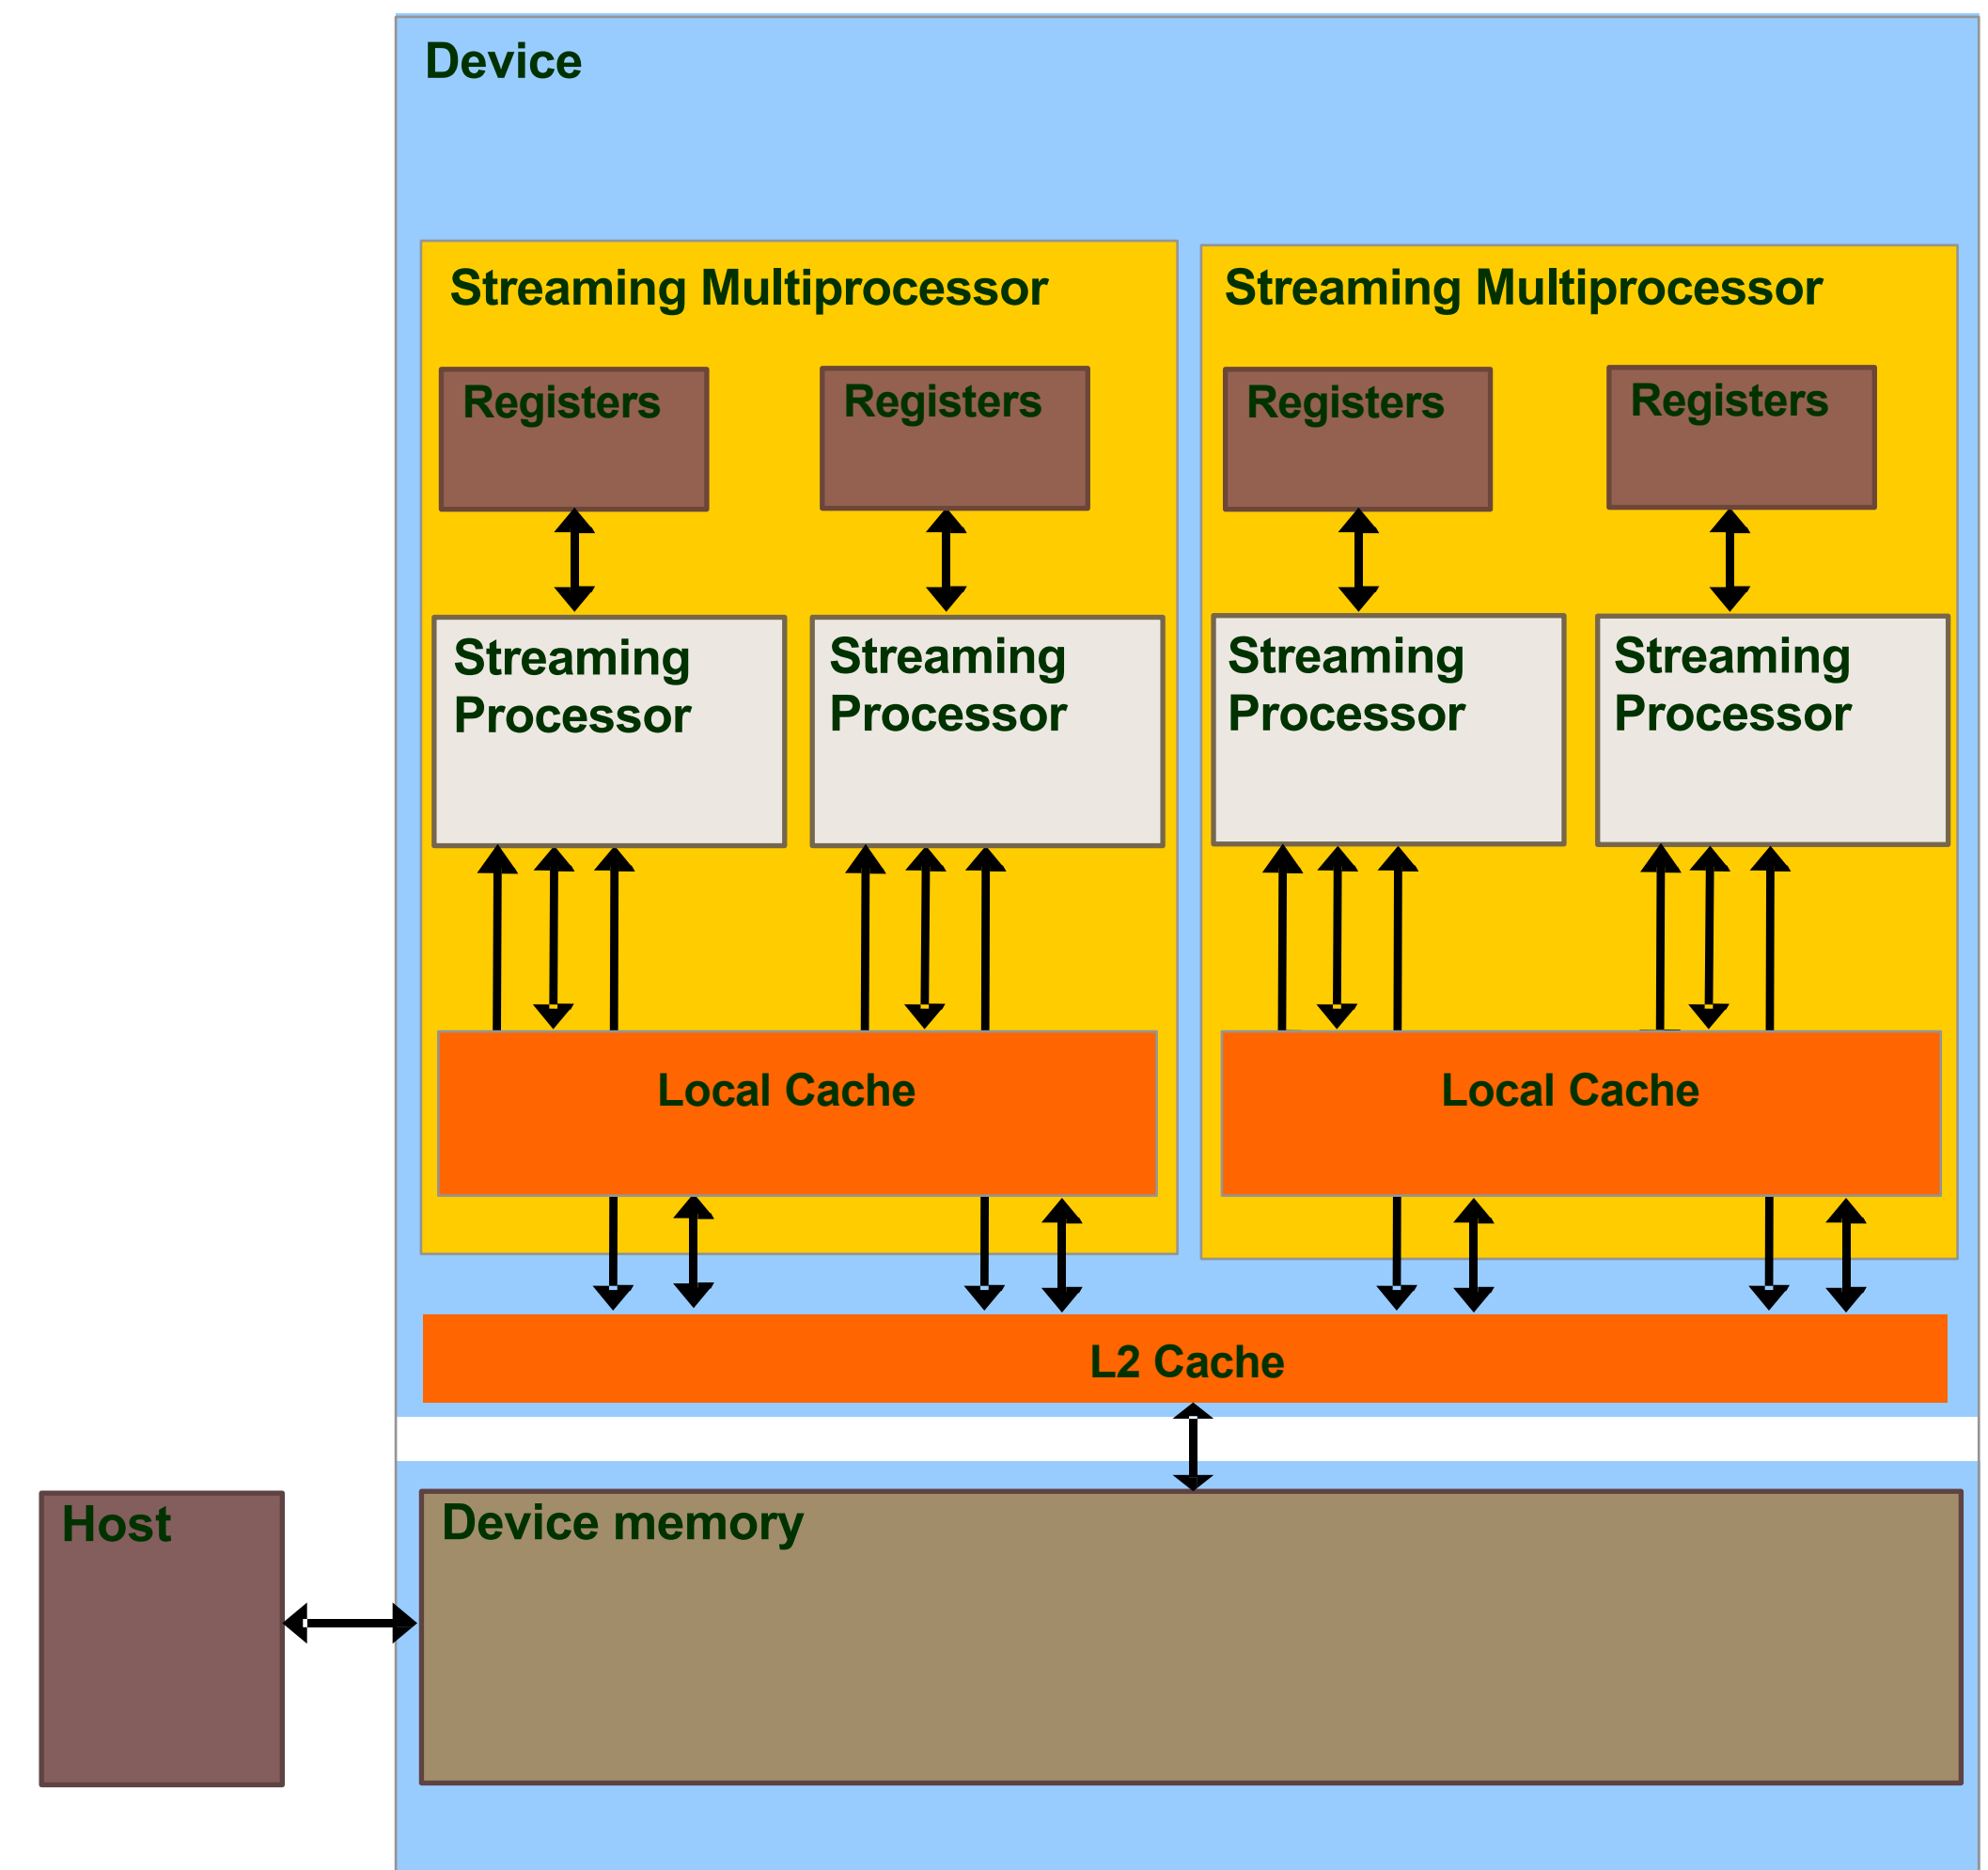 Device
Streaming Multiprocessor
Streaming Multiprocessor
Registers
Registers
Registers
Registers
Streaming
Processor
Streaming
Processor
Streaming
Processor
Streaming
Processor
Local Cache
Local Cache
L2 Cache
Host
Device memory